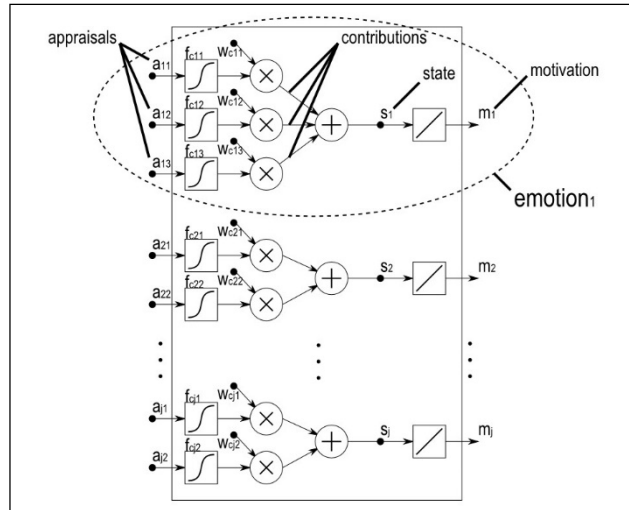 appraisals
contributions
state
motivation
emotion1
a11 fc11 wc11
a12 fc12 wc12 s1 m1
a13 fc13
a21 fc21 wc21
a22 fc22 wc22 s2 m2
aj1 fcj1 wcj1
aj2 fcj2 wcj2 sj mj